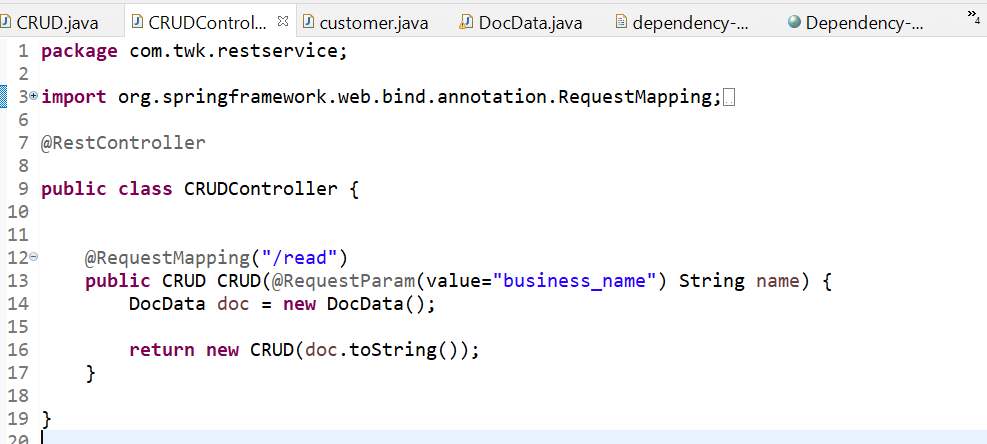 CRUD.java CRUDControl... customer.java DocData.java dependency-... Dependency-... »4
1 package com.twk.restservice;
2
3 import org.springframework.web.bind.annotation.RequestMapping;
6
7 @RestController
8
9 public class CRUDController {
10
11
12 @RequestMapping("/read")
13 public CRUD CRUD(@RequestParam(value="business_name") String name) {
14 DocData doc = new DocData();
15
16 return new CRUD(doc.toString());
17 }
18
19 }
20